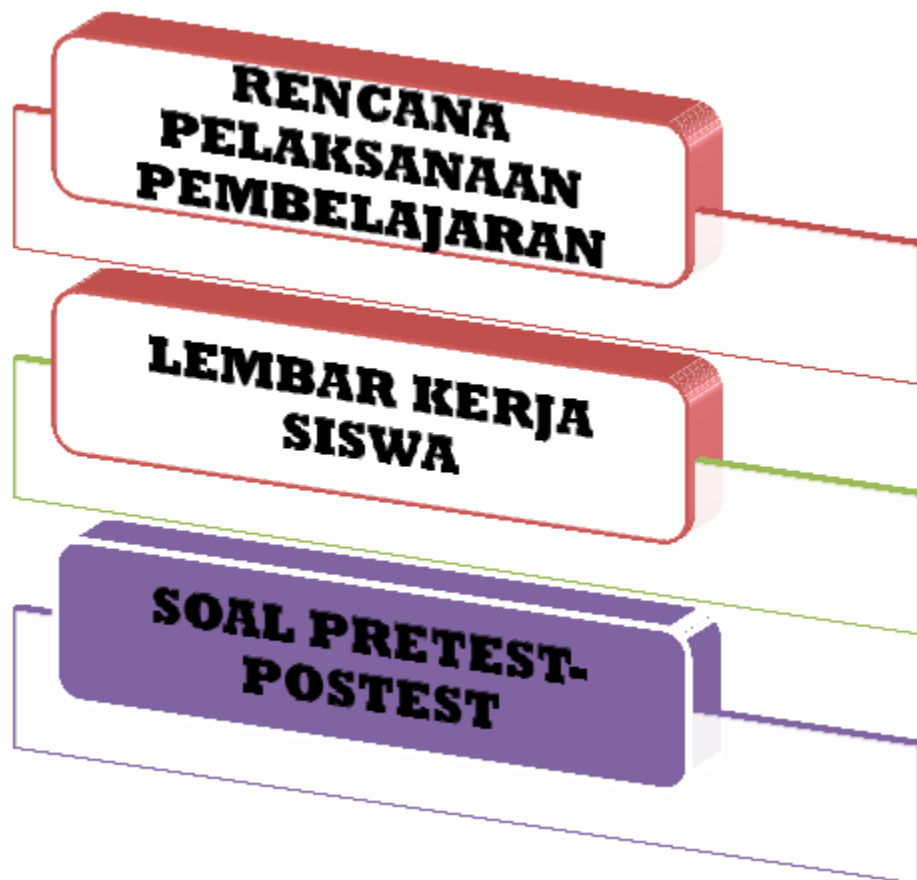 RENCANA
PELAKSANAAN
PEMBELAJARAN
LEMBAR KERJA
SISWA
SOAL PRETEST-
POSTEST